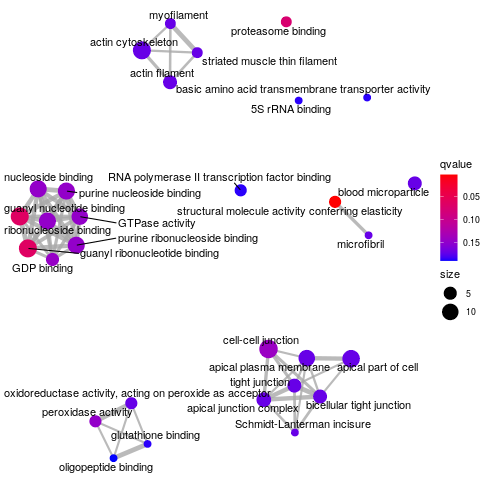 myofilament
proteasome binding
actin cytoskeleton
striated muscle thin filament
actin filament
basic amino acid transmembrane transporter activity
5S rRNA binding
qvalue
0.05
0.10
0.15
size
5
10
nucleoside binding
RNA polymerase II transcription factor binding
purine nucleoside binding
blood microparticle
guanyl nucleotide binding
structural molecule activity conferring elasticity
GTPase activity
ribonucleoside binding
purine ribonucleoside binding
microfibril
guanyl ribonucleotide binding
GDP binding
cell-cell junction
apical plasma membrane
apical part of cell
tight junction
oxidoreductase activity, acting on peroxide as acceptor
apical junction complex
bicellular tight junction
peroxidase activity
Schmidt-Lanterman incisure
glutathione binding
oligopeptide binding